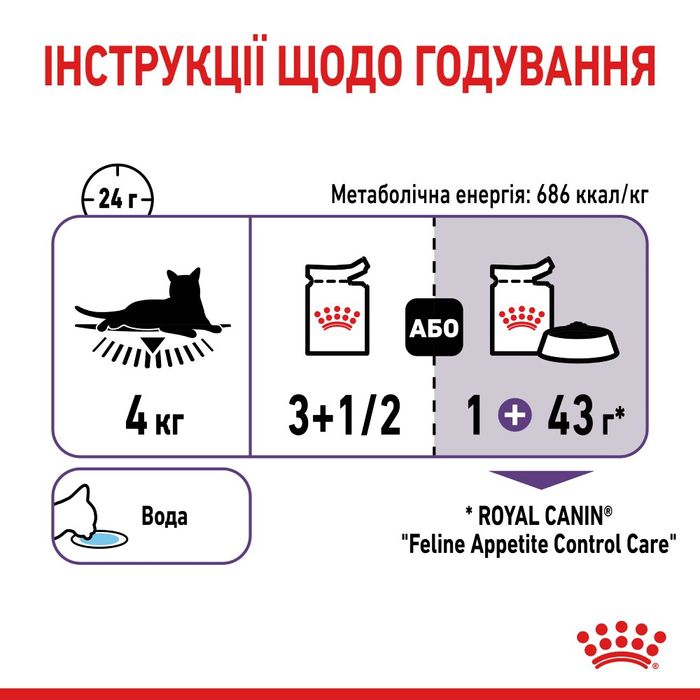 ІНСТРУКЦІЇ ЩОДО ГОДУВАННЯ
24 г
Метаболічна енергія: 686 ккал/кг
АБО
4 кг
3+1/2
1 + 43 г*
Вода
* ROYAL CANIN®
"Feline Appetite Control Care"
®